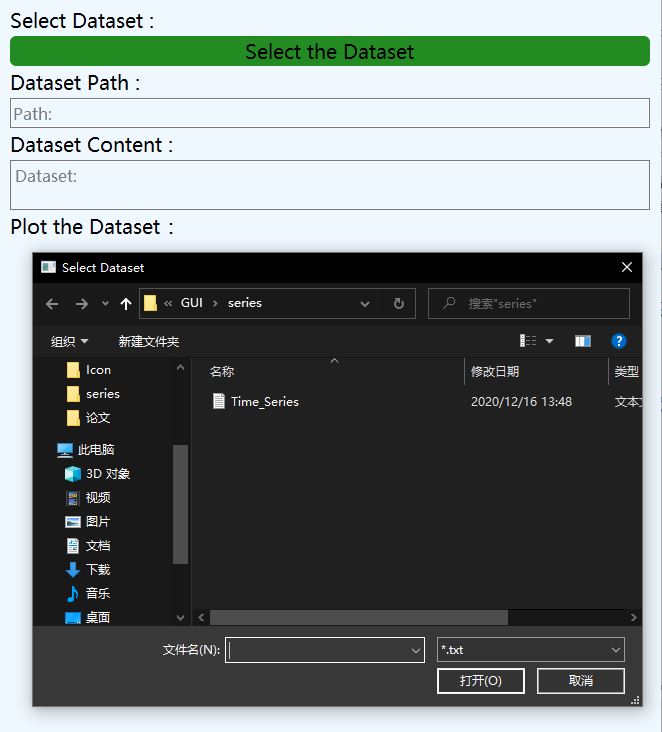 Select Dataset :
Select the Dataset
Dataset Path :
Path:
Dataset Content :
Dataset:
Plot the Dataset :
Select Dataset
« GUI › series
搜索"series"
组织 新建文件夹
名称 修改日期 类型
Icon
series
论文
此电脑
3D 对象
视频
图片
文档
下载
音乐
桌面
Time_Series 2020/12/16 13:48 文本
文件名(N):
*.txt
打开(O) 取消